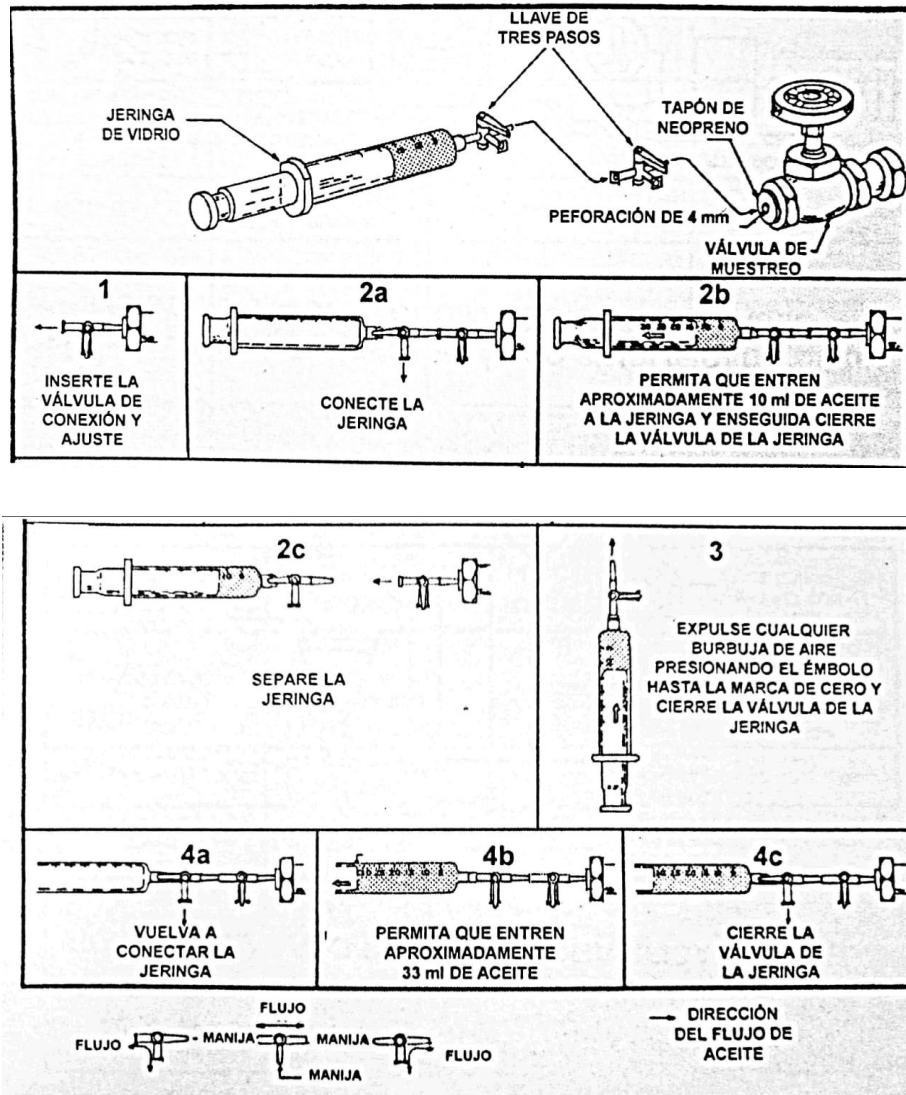 LLAVE DE
TRES PASOS
JERINGA
DE VIDRIO
TAPÓN DE
NEOPRENO
PEFORACIÓN DE 4 mm
VÁLVULA DE
MUESTREO
1
INSERTE LA
VÁLVULA DE
CONEXIÓN Y
AJUSTE
2a
CONECTE LA
JERINGA
2b
PERMITA QUE ENTREN
APROXIMADAMENTE 10 ml DE ACEITE
A LA JERINGA Y ENSEGUIDA CIERRE
LA VÁLVULA DE LA JERINGA
2c
SEPARE LA
JERINGA
3
EXPULSE CUALQUIER
BURBUJA DE AIRE
PRESIONANDO EL ÉMBOLO
HASTA LA MARCA DE CERO Y
CIERRE LA VÁLVULA DE LA
JERINGA
4a
VUELVA A
CONECTAR LA
JERINGA
4b
PERMITA QUE ENTREN
APROXIMADAMENTE
33 ml DE ACEITE
4c
CIERRE LA
VÁLVULA DE
LA JERINGA
FLUJO
FLUJO
MANIJA
MANIJA
FLUJO
MANIJA
DIRECCIÓN
DEL FLUJO DE
ACEITE